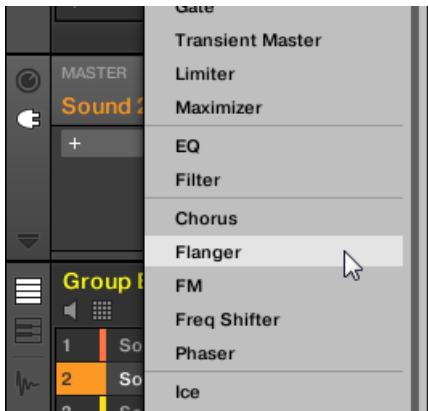 Gate
Transient Master
MASTER
Limiter
Sound 2
Maximizer
+
EQ
Filter
Chorus
Flanger
Group
FM
Freq Shifter
1 So
Phaser
2 So
Ice